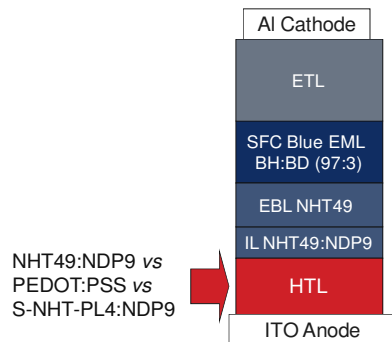 Al Cathode
ETL
SFC Blue EML
BH:BD (97:3)
EBL NHT49
IL NHT49:NDP9
NHT49:NDP9 vs
PEDOT:PSS vs
S-NHT-PL4:NDP9
HTL
ITO Anode